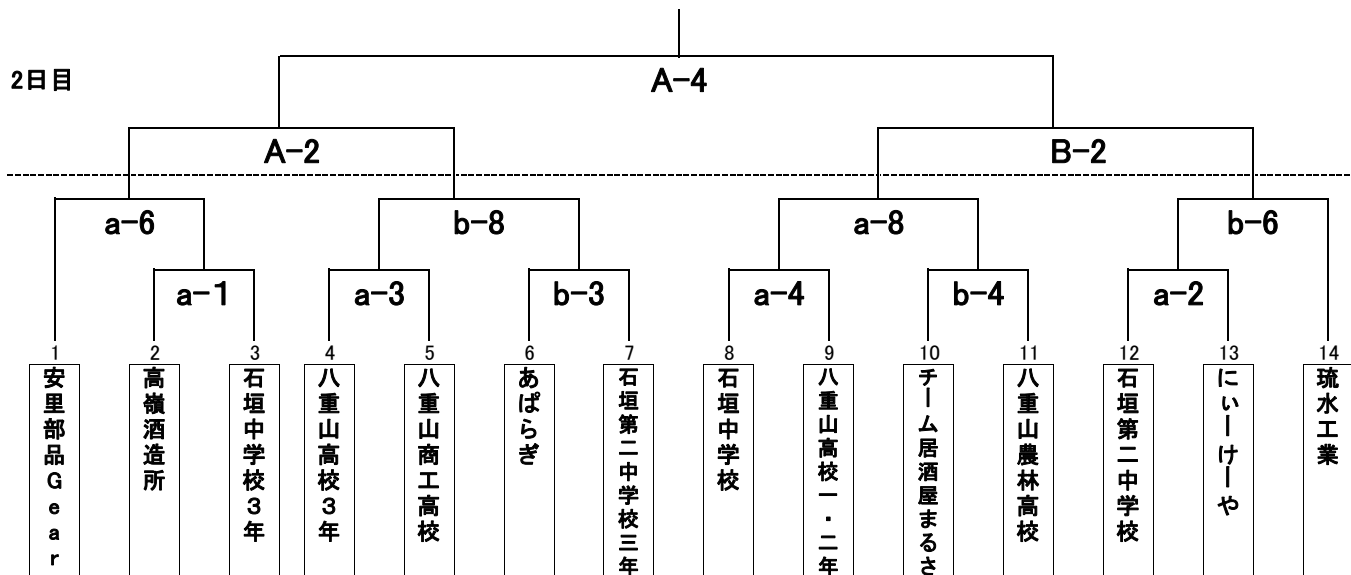 A-4
2日目
A-2
B-2
a-6
b-8
a-8
b-6
a-1
a-3
b-3
a-4
b-4
a-2
1
2
3
4
5
6
7
8
9
10
11
12
13
14
安里部品Gear
高嶺酒造所
石垣中学校3年
八重山高校3年
八重山商工高校
あぱらぎ
石垣第二中学校三年
石垣中学校
八重山高校一・二年
チーム居酒屋まるさ
八重山農林高校
石垣第二中学校
にぃーけーや
琉水工業